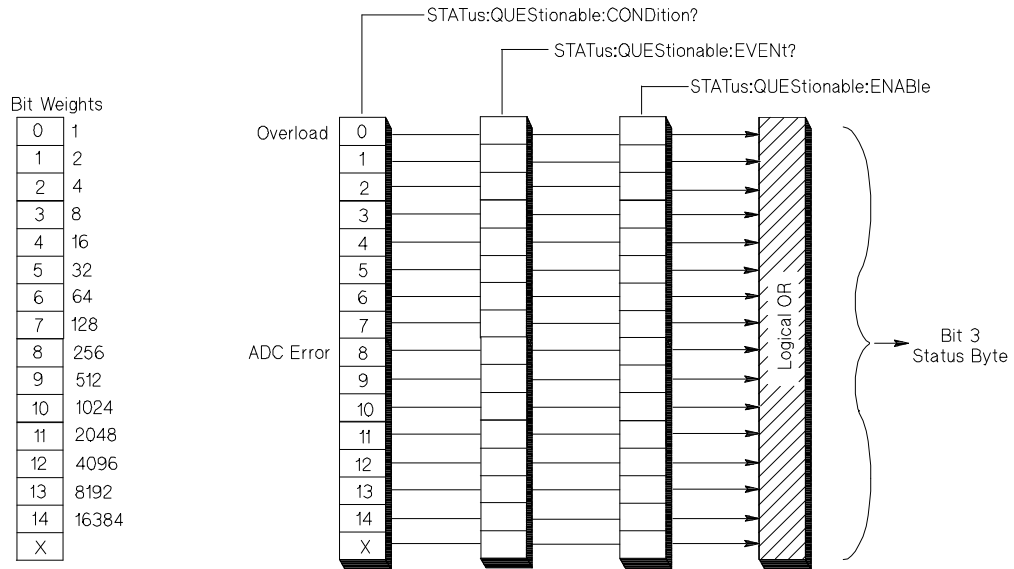 STATus:QUEStionable:CONDition?
STATus:QUEStionable:EVENt?
STATus:QUEStionable:ENABle
Bit Weights
0 1
1 2
2 4
3 8
4 16
5 32
6 64
7 128
8 256
9 512
10 1024
11 2048
12 4096
13 8192
14 16384
X
Overload 0
1
2
3
4
5
6
7
ADC Error 8
9
10
11
12
13
14
X
Logical OR
Bit 3
Status Byte